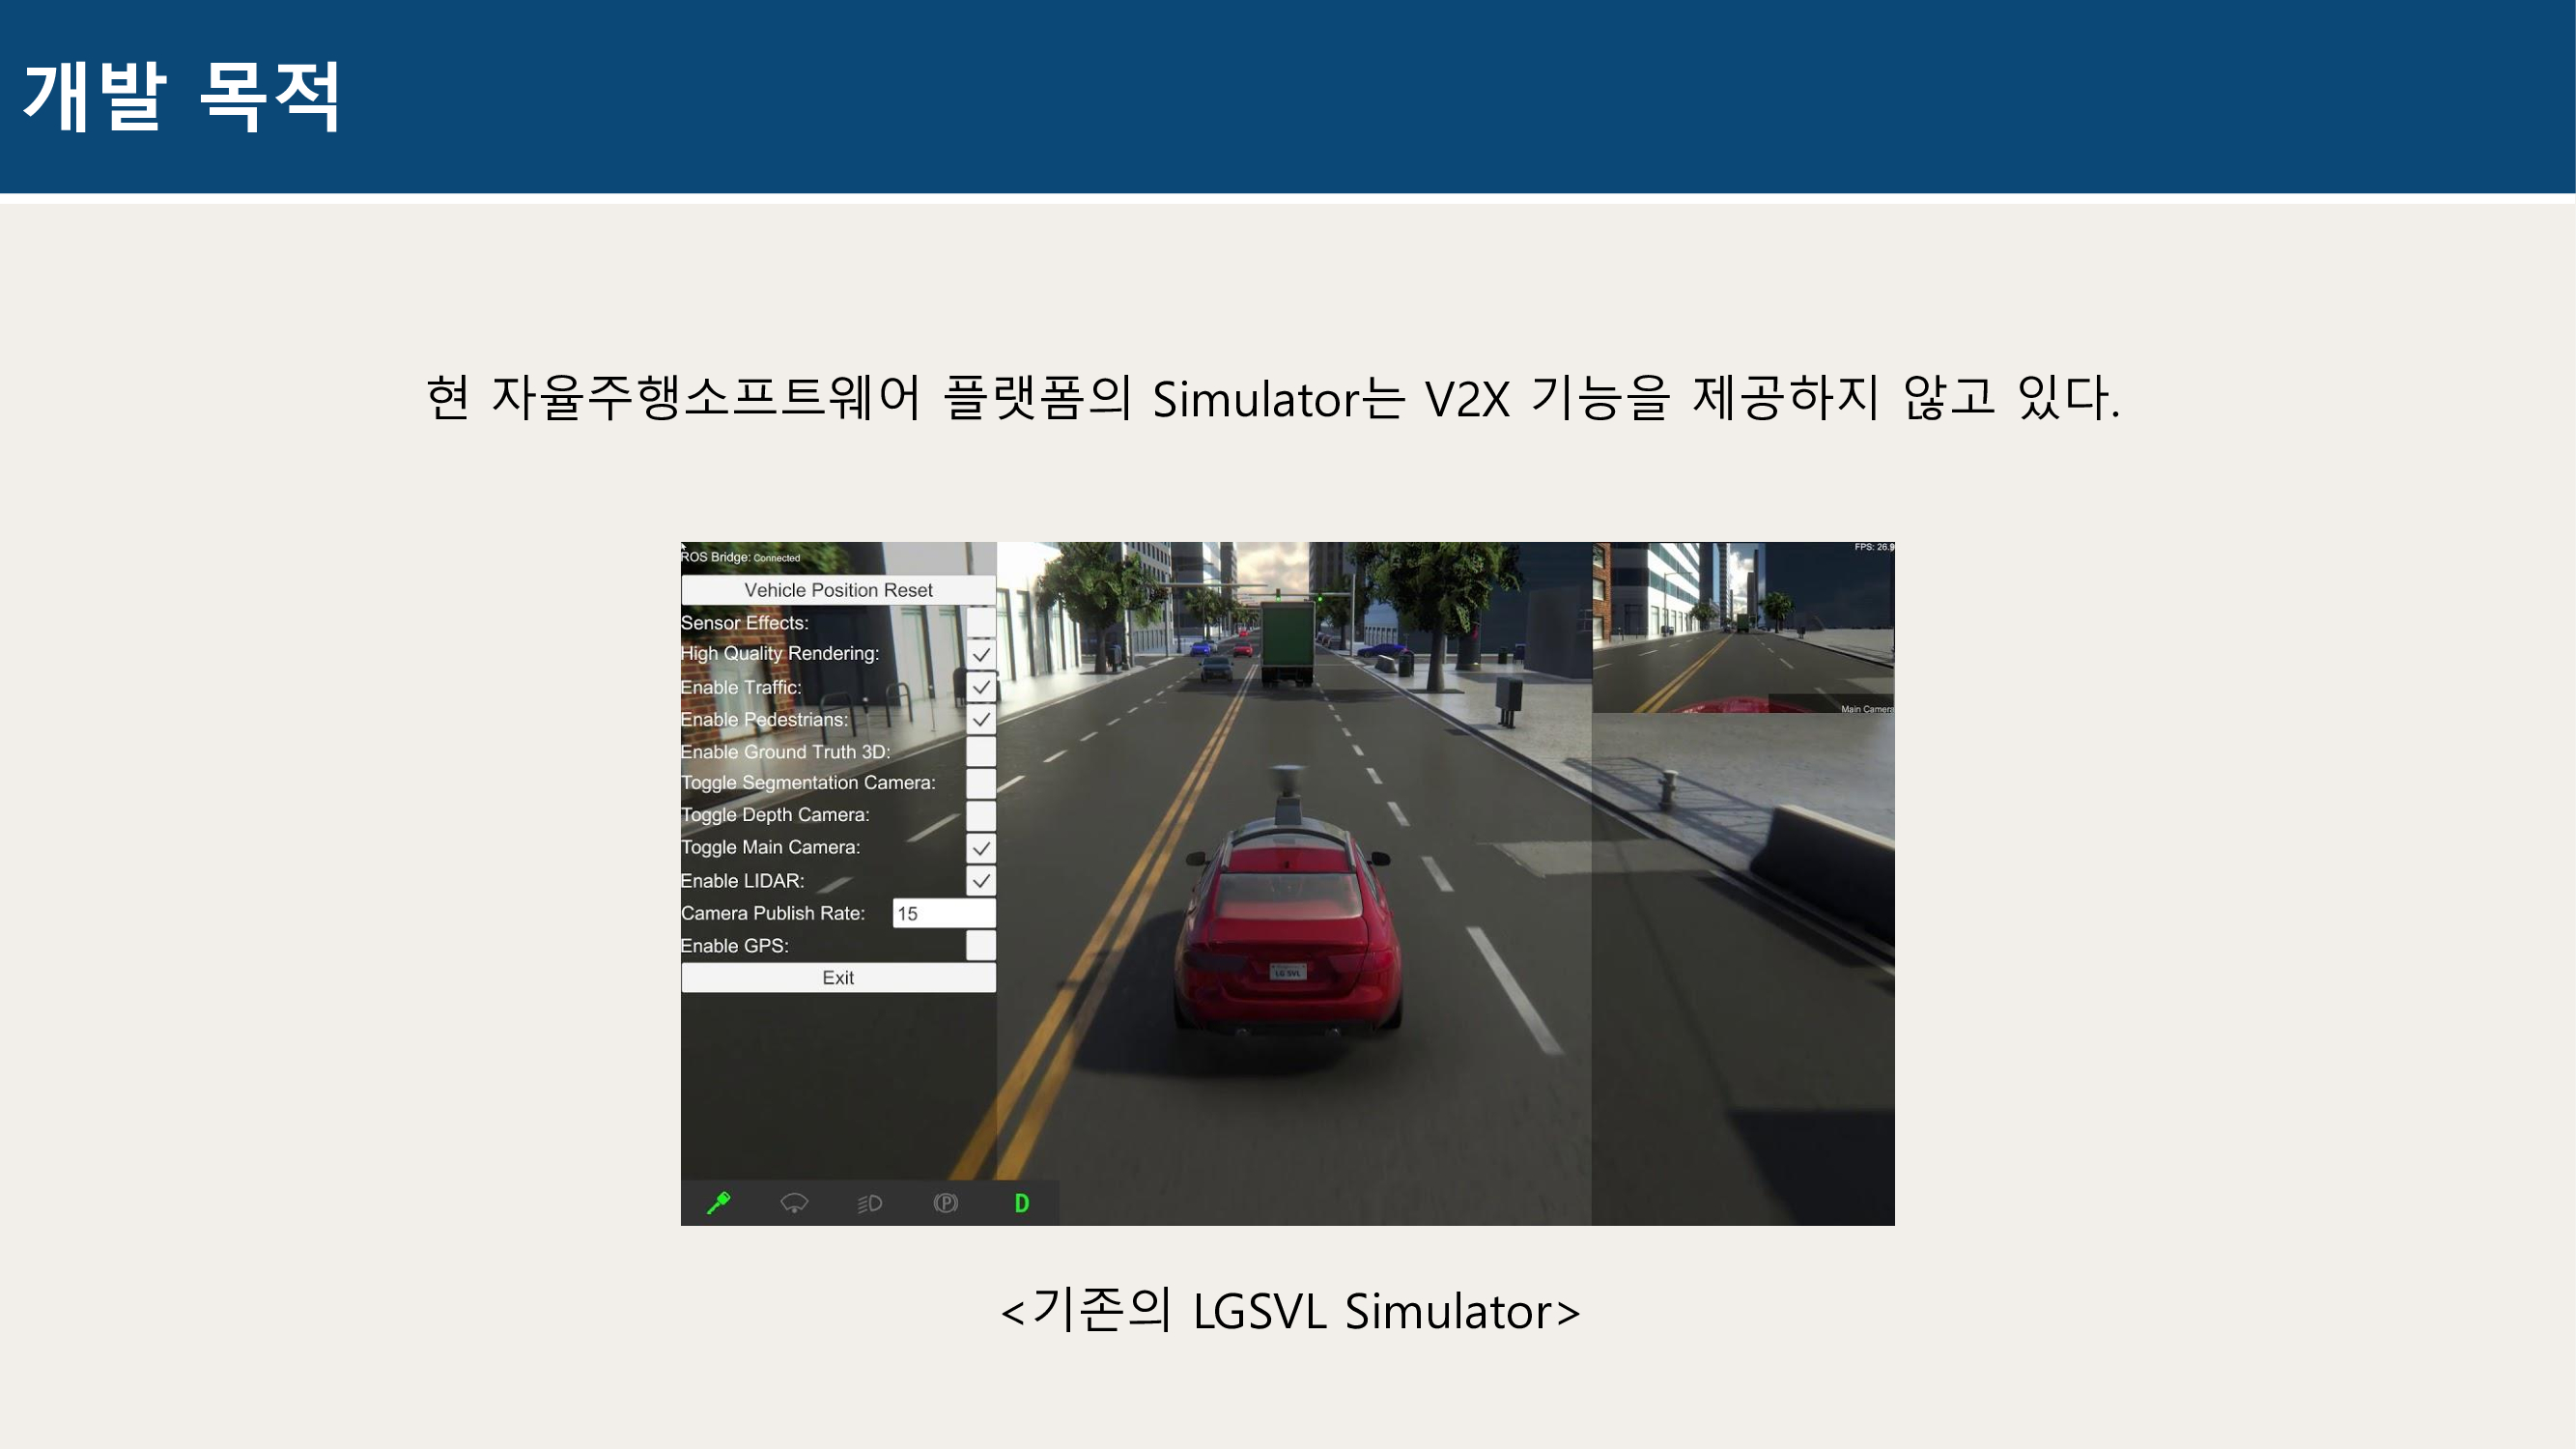 개발 목적
현 자율주행소프트웨어 플랫폼의 Simulator는 V2X 기능을 제공하지 않고 있다.
ROS Bridge: Connected
FPS: 26.9
Vehicle Position Reset
Sensor Effects:
High Quality Rendering:
Enable Traffic:
Main Camera
Enable Pedestrians:
Enable Ground Truth 3D:
Toggle Segmentation Camera:
Toggle Depth Camera:
Toggle Main Camera:
Enable LIDAR:
Camera Publish Rate: 15
Enable GPS:
LG SVL
Exit
D
<기존의 LGSVL Simulator>